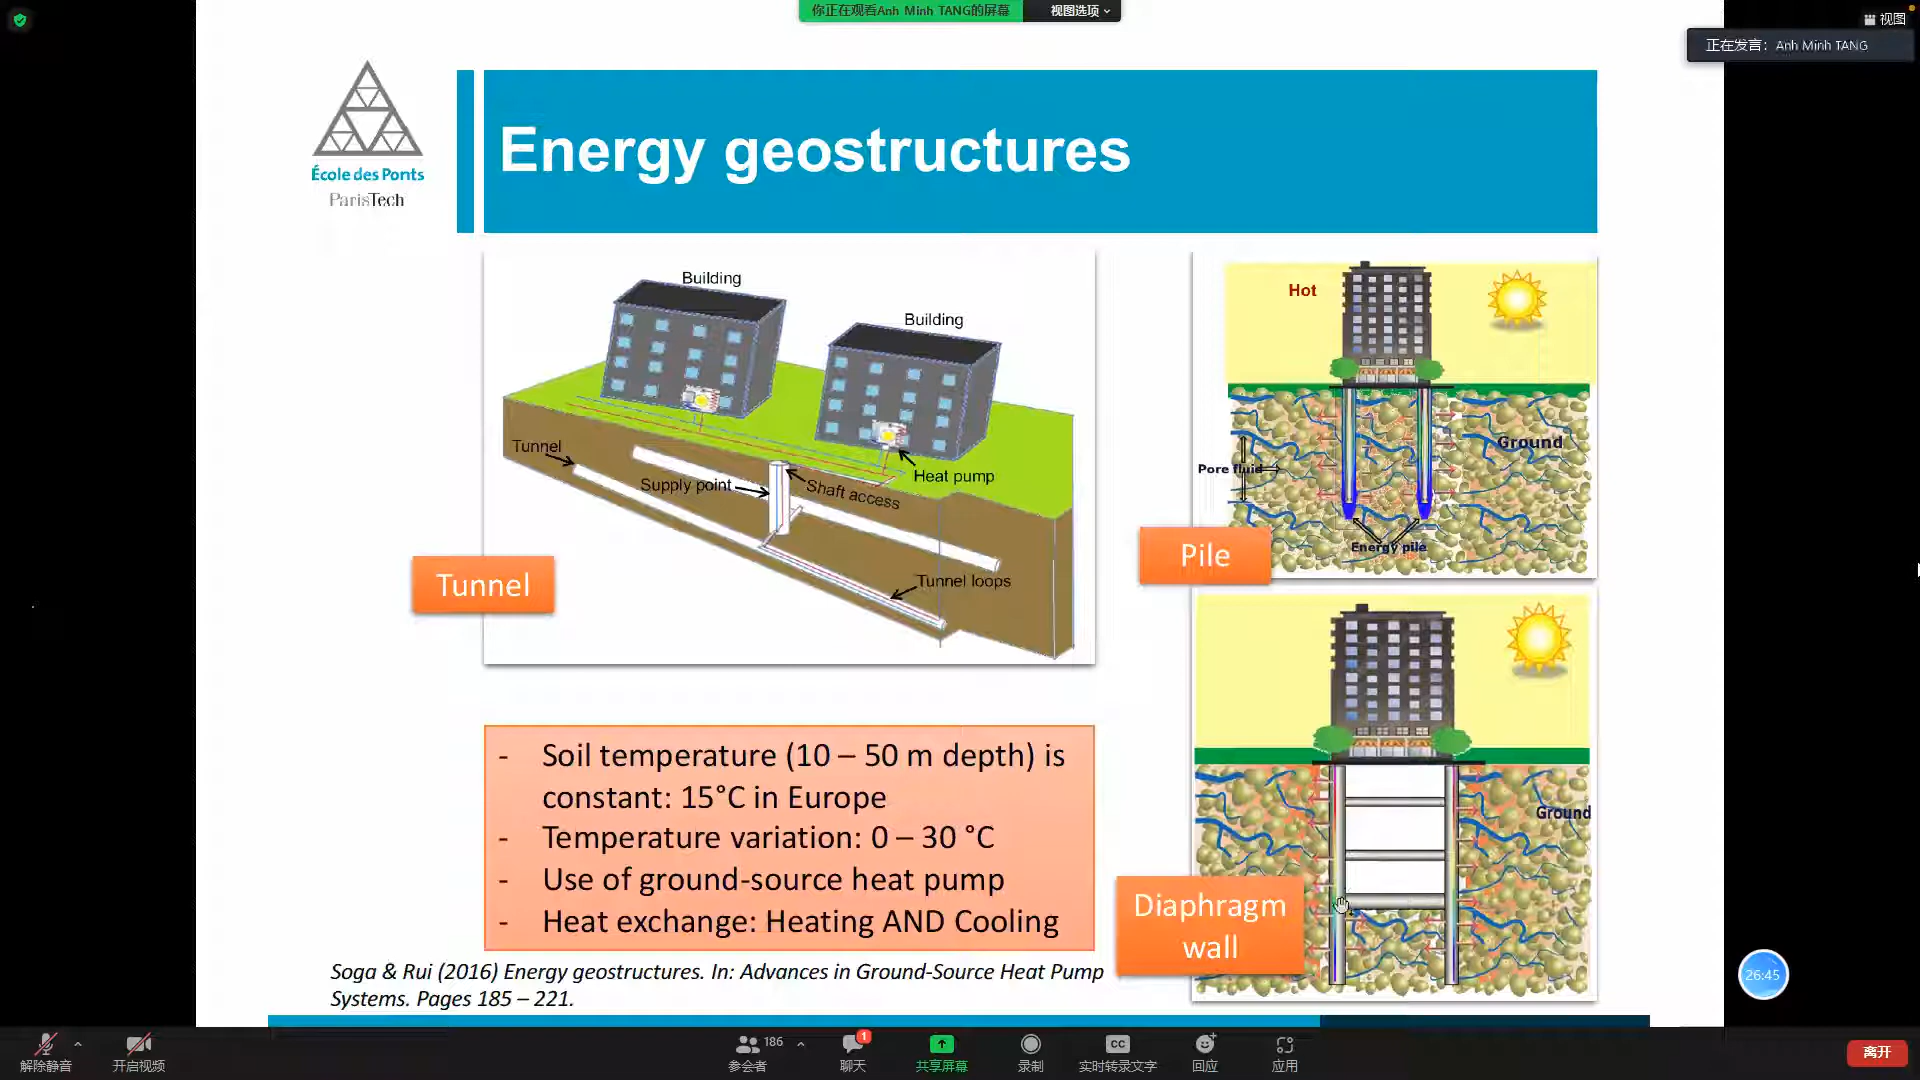 你正在观看Anh Minh TANG的屏幕
视图选项
视图
正在发言: Anh Minh TANG
École des Ponts
ParisTech
Energy geostructures
Building
Building
Tunnel
Supply point
Shaft access
Heat pump
Tunnel loops
Tunnel
Hot
Ground
Pore fluid
Energy pile
Pile
Ground
Diaphragm
wall
- Soil temperature (10 – 50 m depth) is
constant: 15°C in Europe
- Temperature variation: 0 – 30 °C
- Use of ground-source heat pump
- Heat exchange: Heating AND Cooling
Soga & Rui (2016) Energy geostructures. In: Advances in Ground-Source Heat Pump
Systems. Pages 185 – 221.
26:45
解除静音
开启视频
186
参会者
1
聊天
共享屏幕
录制
CC
实时转录文字
回应
应用
离开